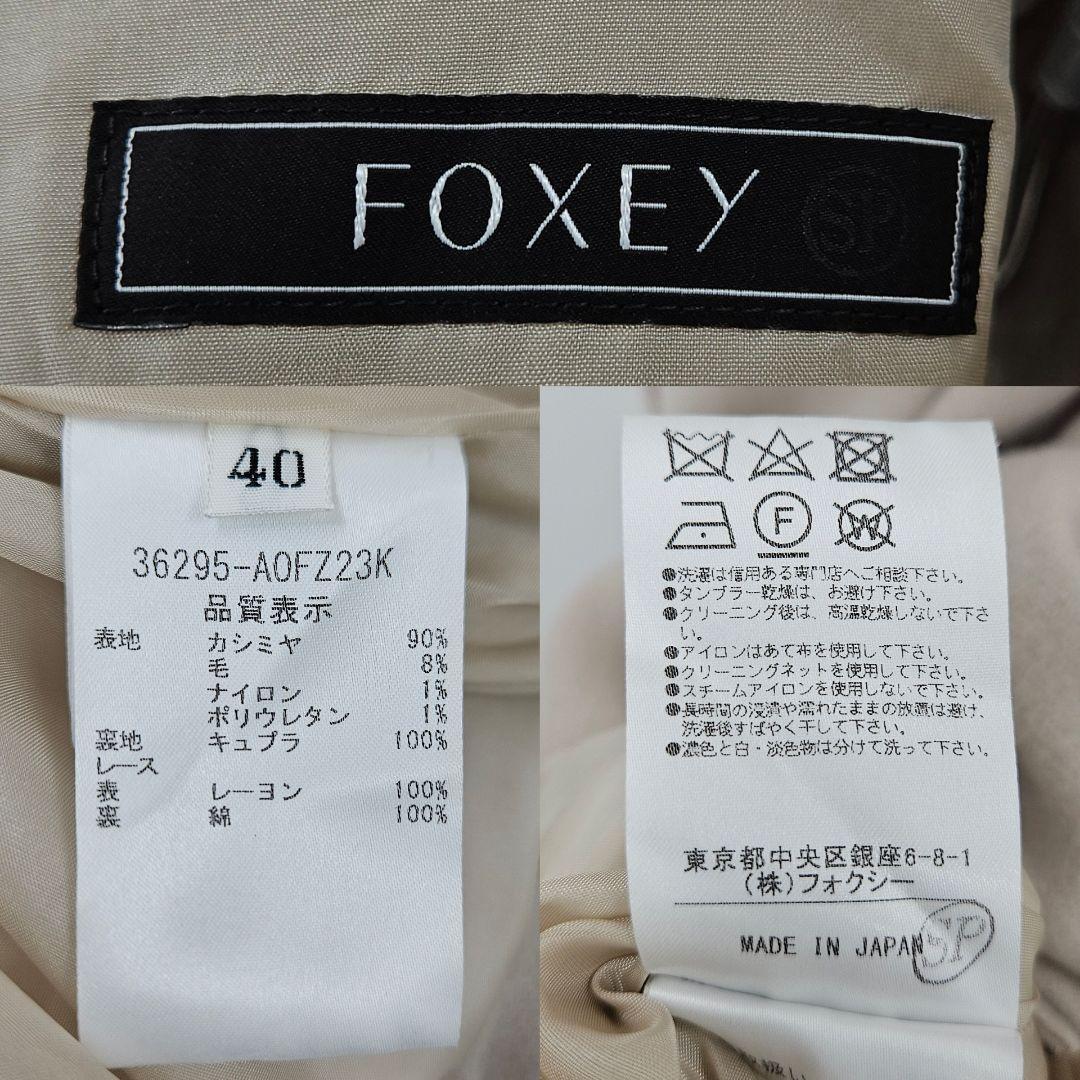 FOXEY
SP
40
36295-AOFZ23K
品質表示
表地 カシミヤ 90%
毛 8%
ナイロン 1%
ポリウレタン 1%
裏地 キュプラ 100%
レース
表 レーヨン 100%
裏 綿 100%
F
W
●洗濯は信用ある専門店へご相談下さい。
●タンブラー乾燥は、お避け下さい。
●クリーニング後は、高温乾燥しないで下さ
い。
●アイロンはあて布を使用して下さい。
●クリーニングネットを使用して下さい。
●スチームアイロンを使用しないで下さい。
●長時間の浸漬や濡れたままの放置は避け、
洗濯後すばやく干して下さい。
●濃色と白・淡色物は分けて洗って下さい。
東京都中央区銀座6-8-1
(株)フォクシー
MADE IN JAPAN
SP